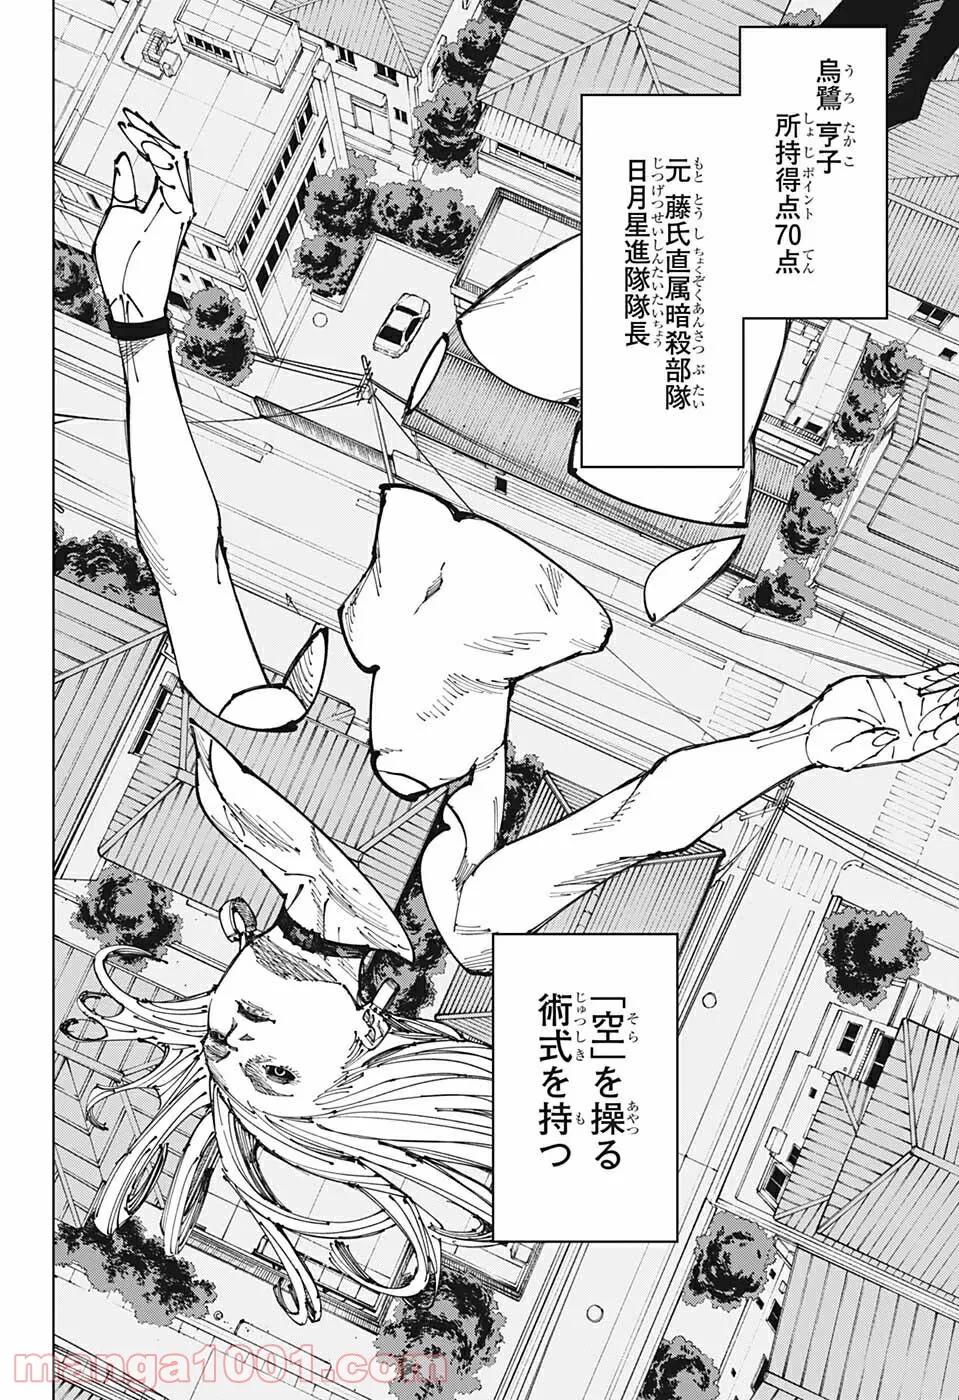 烏鷺 亨子
所持得点70点
元 藤氏直属暗殺部隊
日月星進隊隊長
「空」を操る
術式を持つ
manga1001.com